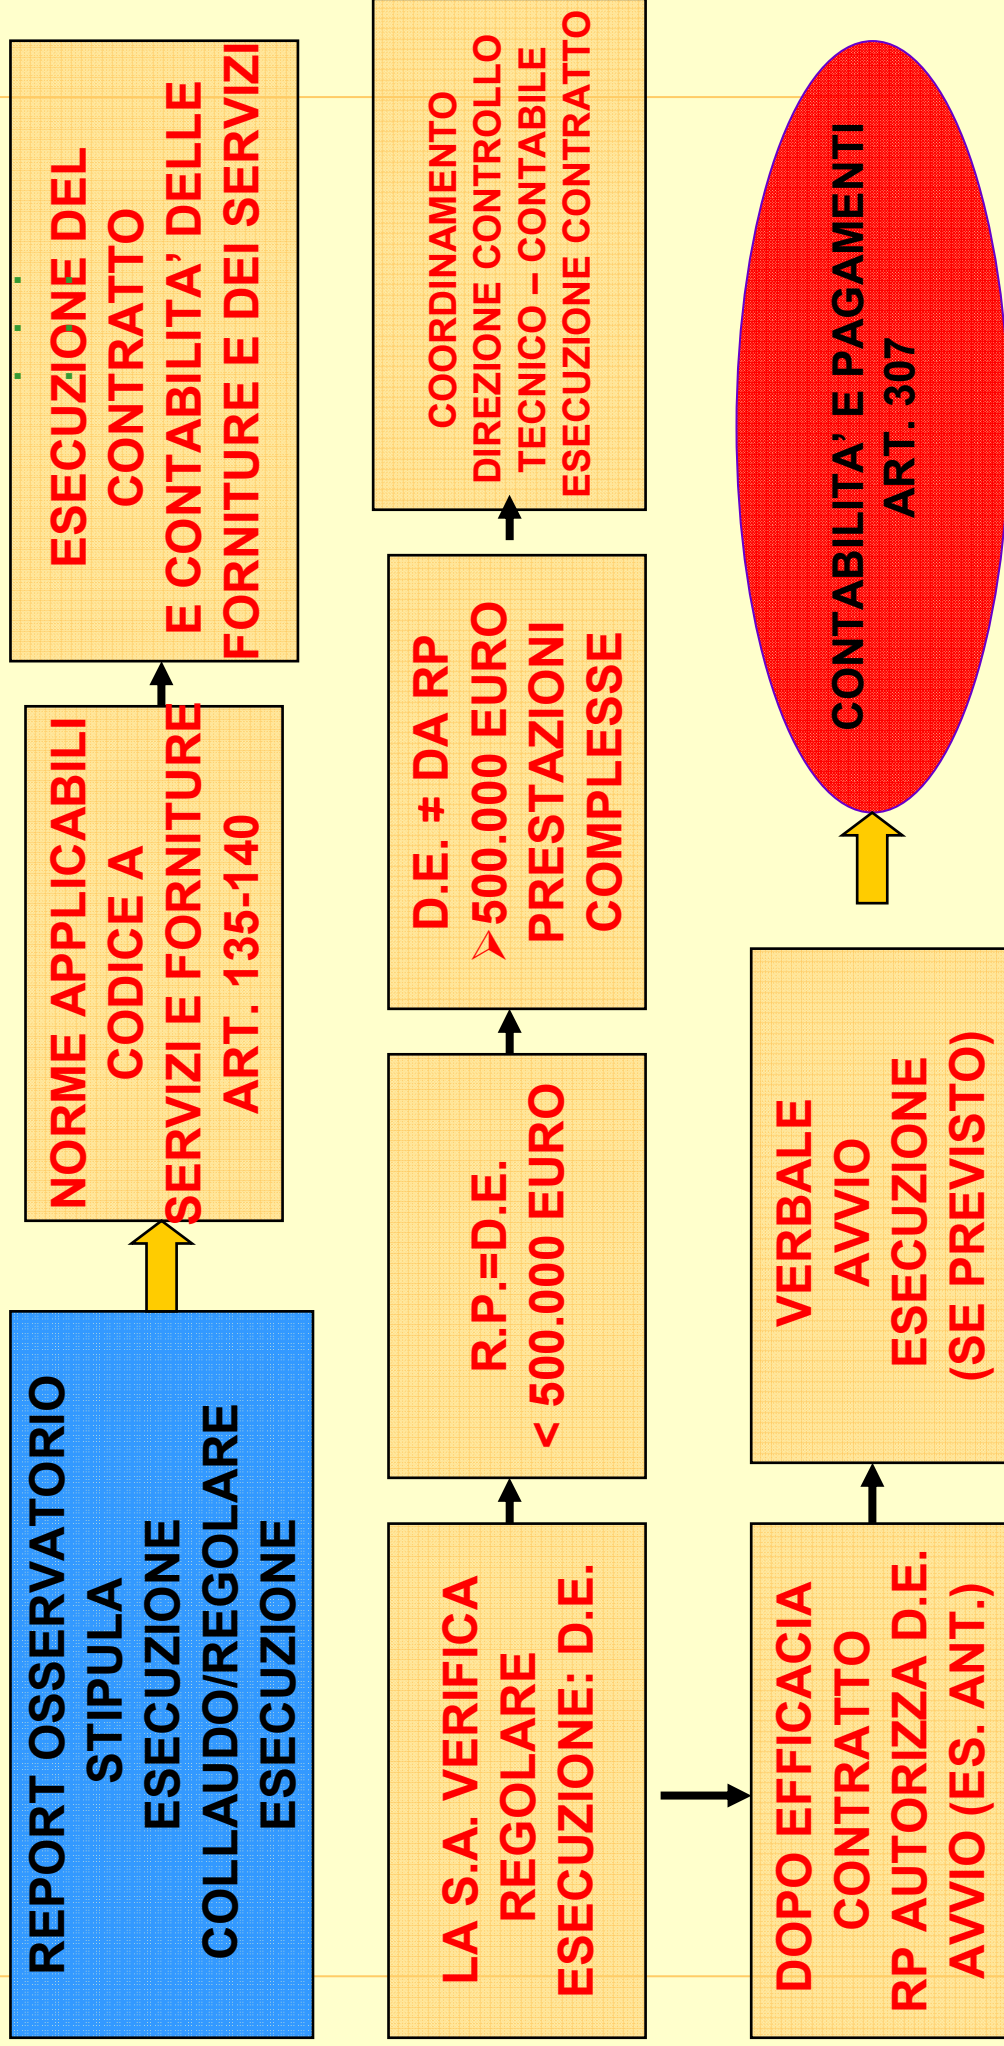 REPORT OSSERVATORIO
STIPULA
ESECUZIONE
COLLAUDO/REGOLARE
ESECUZIONE
NORME APPLICABILI
CODICE A
SERVIZI E FORNITURE
ART. 135-140
ESECUZIONE DEL
CONTRATTO
E CONTABILITA’ DELLE
FORNITURE E DEI SERVIZI
LA S.A. VERIFICA
REGOLARE
ESECUZIONE: D.E.
R.P.=D.E.
< 500.000 EURO
D.E. ≠ DA RP
➢500.000 EURO
PRESTAZIONI
COMPLESSE
COORDINAMENTO
DIREZIONE CONTROLLO
TECNICO – CONTABILE
ESECUZIONE CONTRATTO
DOPO EFFICACIA
CONTRATTO
RP AUTORIZZA D.E.
AVVIO (ES. ANT.)
VERBALE
AVVIO
ESECUZIONE
(SE PREVISTO)
CONTABILITA’ E PAGAMENTI
ART. 307